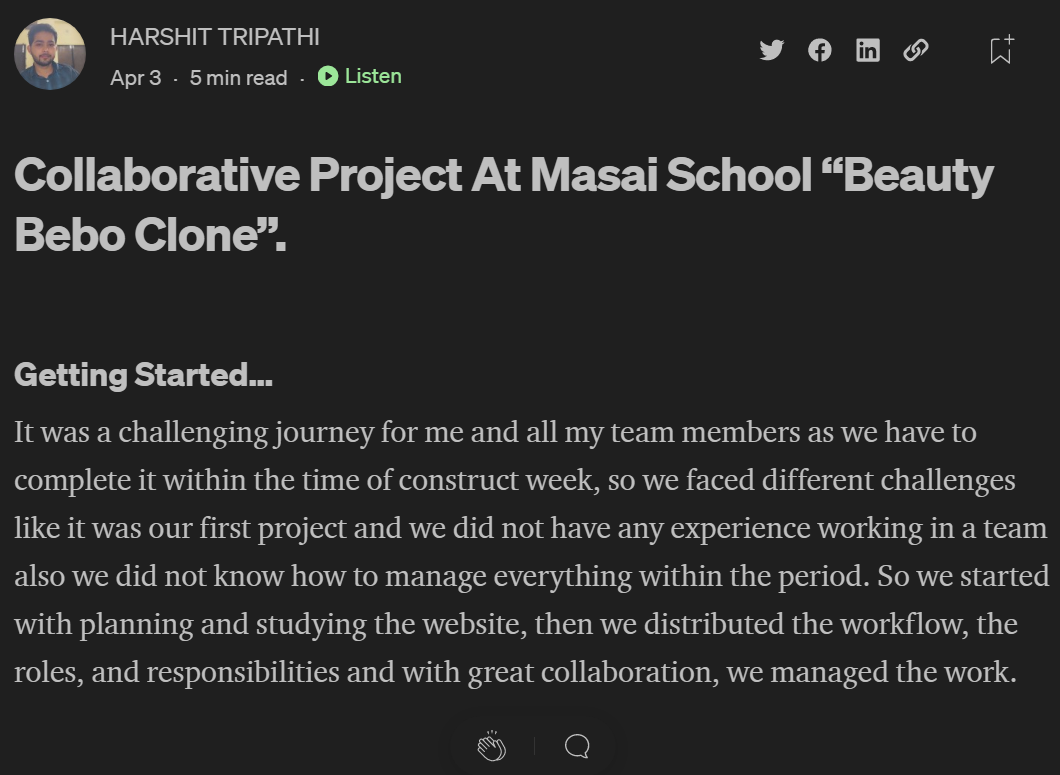 HARSHIT TRIPATHI
Apr 3 · 5 min read · Listen
Collaborative Project At Masai School “Beauty
Bebo Clone”.
Getting Started…
It was a challenging journey for me and all my team members as we have to
complete it within the time of construct week, so we faced different challenges
like it was our first project and we did not have any experience working in a team
also we did not know how to manage everything within the period. So we started
with planning and studying the website, then we distributed the workflow, the
roles, and responsibilities and with great collaboration, we managed the work.